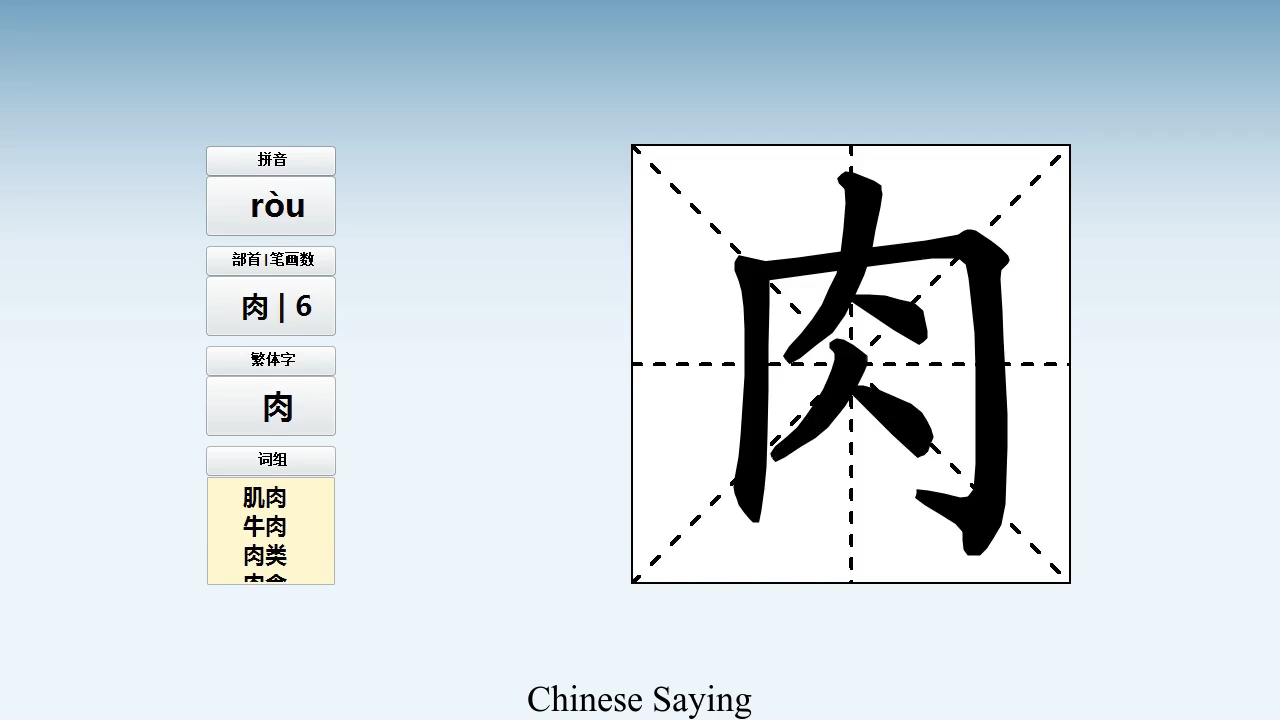 拼音
ròu
部首|笔画数
肉 | 6
繁体字
肉
词组
肌肉
牛肉
肉类
肉
Chinese Saying